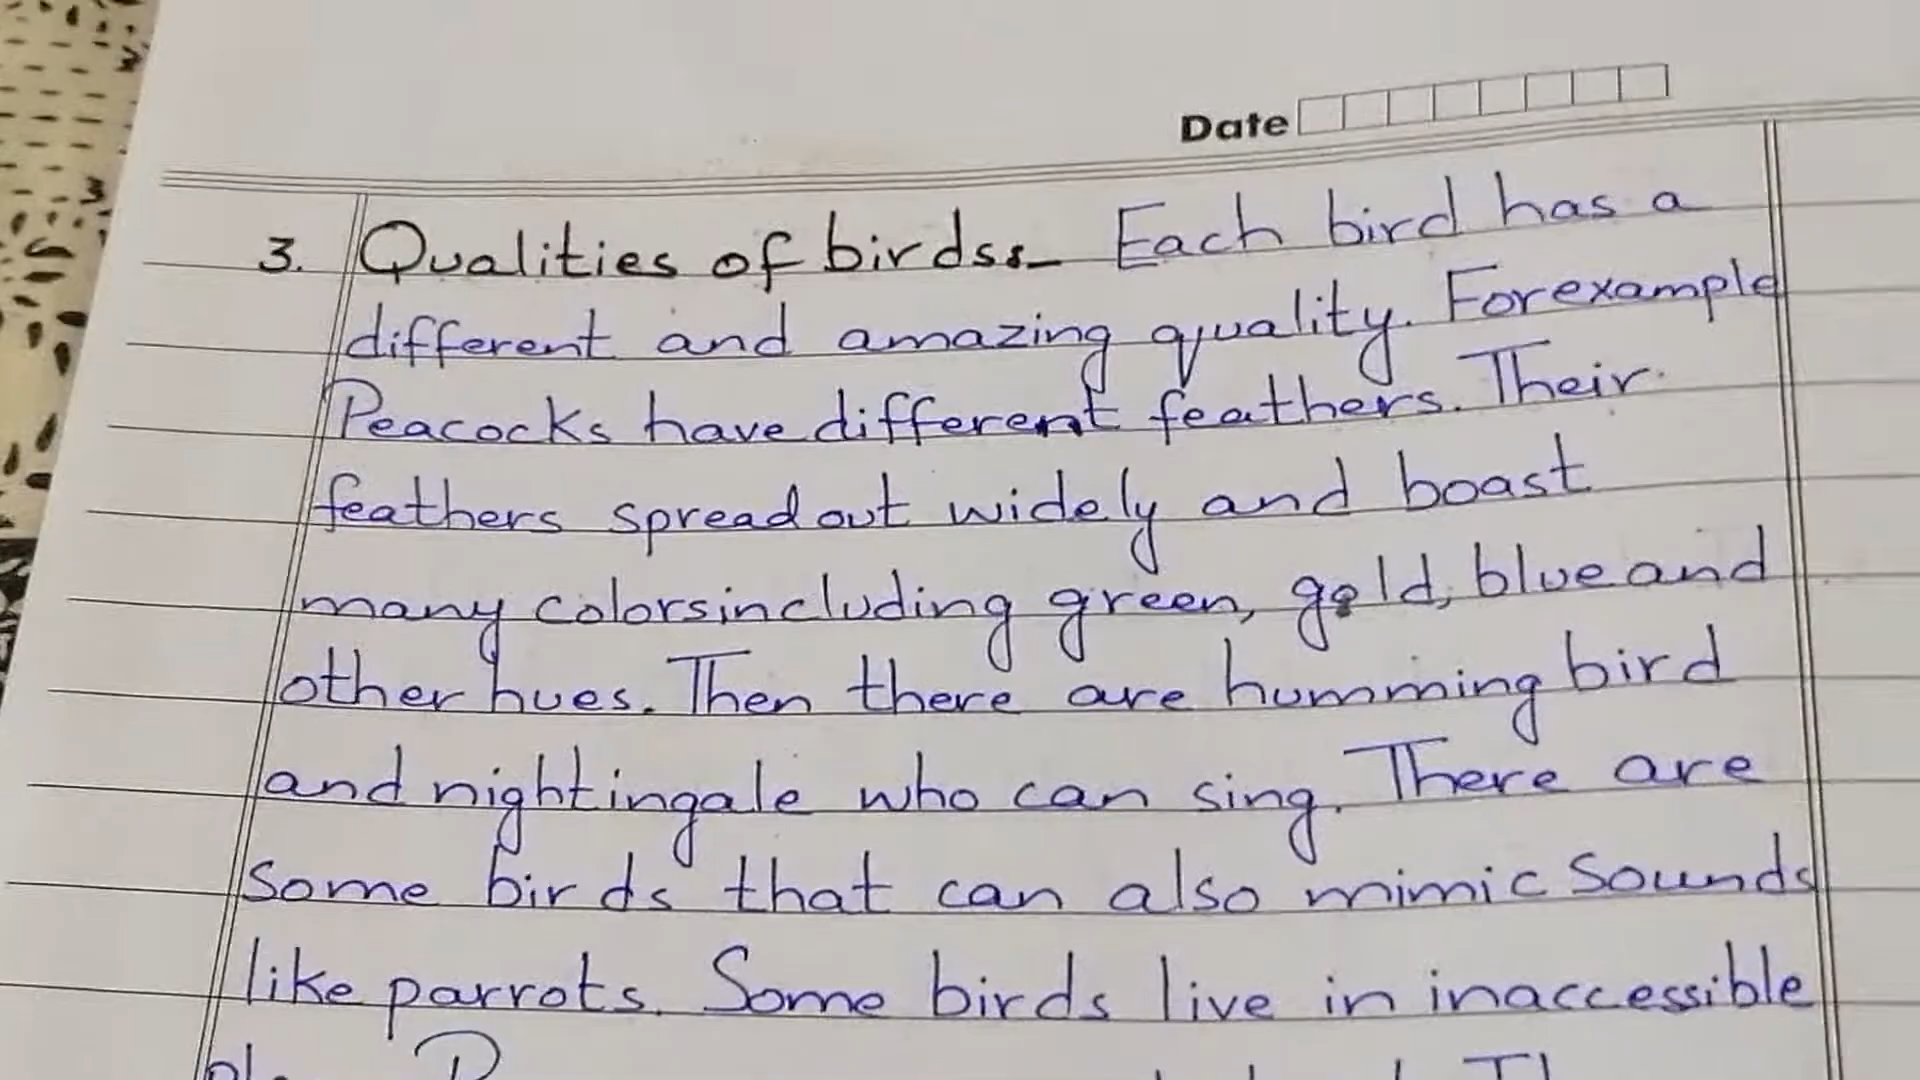 Date
3. Qualities of birds:- Each bird has a
different and amazing quality. For example
Peacocks have different feathers. Their
feathers spread out widely and boast
many colors including green, gold, blue and
other hues. Then there are humming bird
and nightingale who can sing. There are
some birds that can also mimic sounds
like parrots. Some birds live in inaccessible